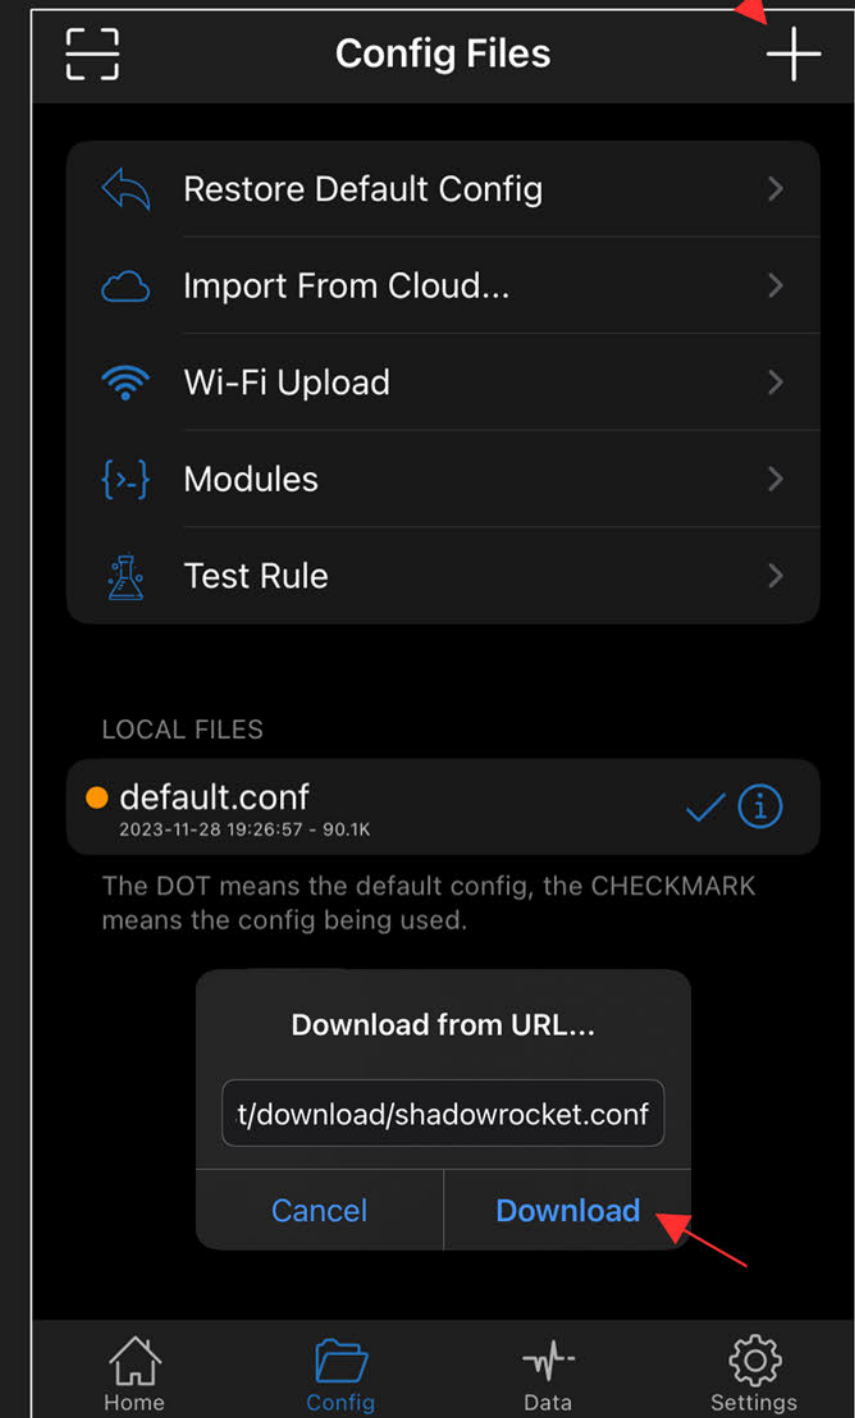 Config Files
Restore Default Config
Import From Cloud...
Wi-Fi Upload
Modules
Test Rule
LOCAL FILES
default.conf
2023-11-28 19:26:57 - 90.1K
The DOT means the default config, the CHECKMARK
means the config being used.
Download from URL...
t/download/shadowrocket.conf
Cancel Download
Home Config Data Settings